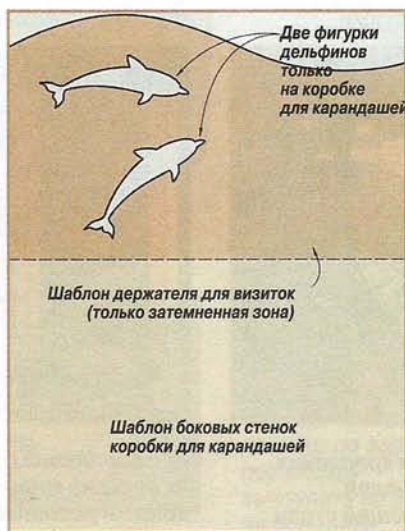 Две фигурки
дельфинов
только
на коробке
для карандашей
Шаблон держателя для визиток
(только затемненная зона)
Шаблон боковых стенок
коробки для карандашей